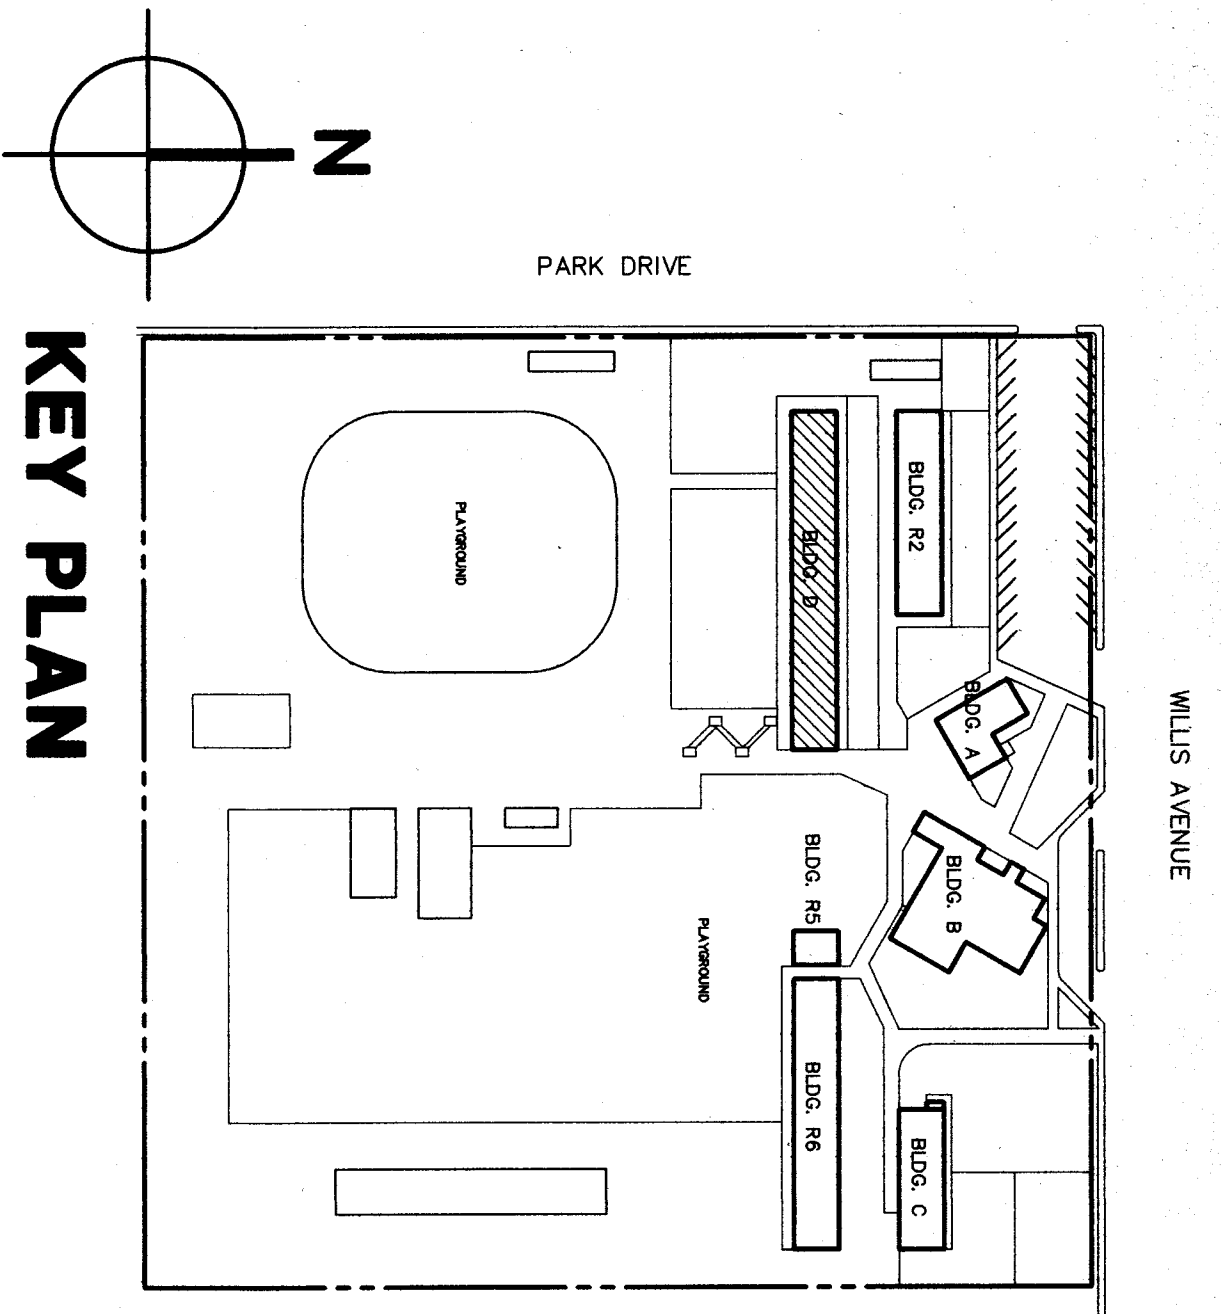 N
KEY PLAN
PARK DRIVE
WILLIS AVENUE
BLDG. R2
BLDG. D
BLDG. A
BLDG. B
BLDG. R5
BLDG. R6
BLDG. C
PLAYGROUND
PLAYGROUND